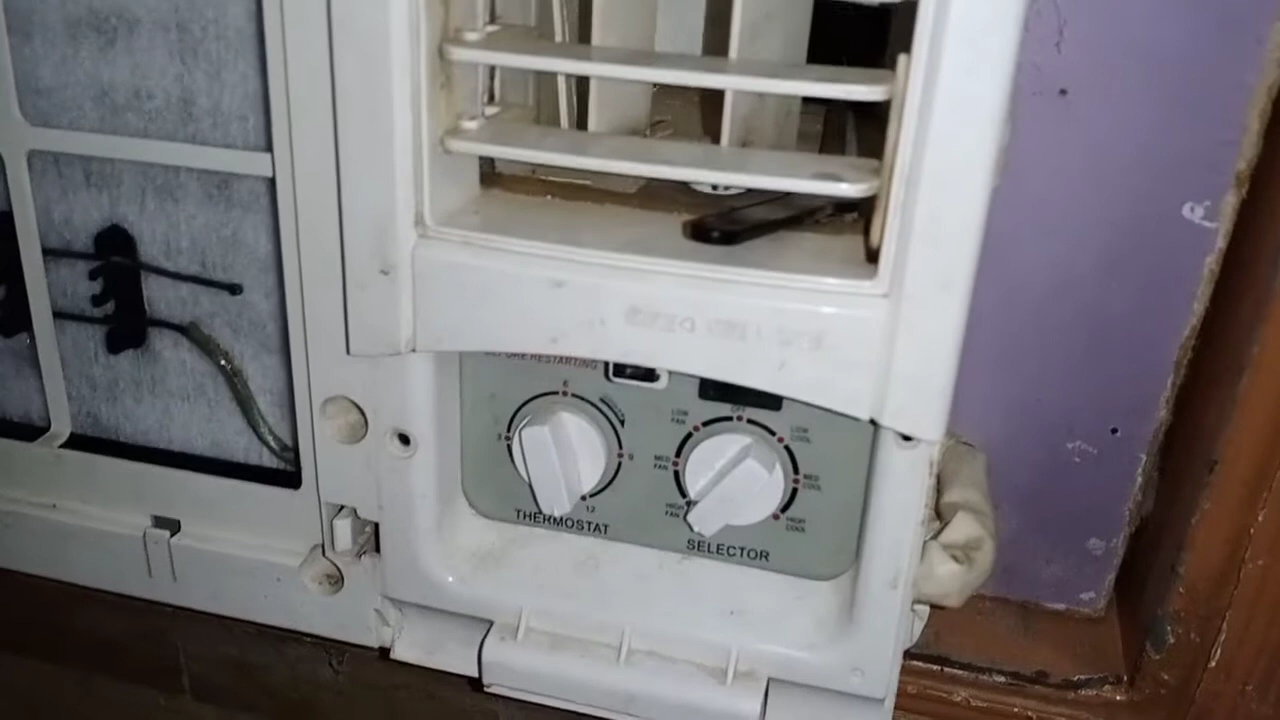 BEFORE RESTARTING
6
3
9
12
THERMOSTAT
OFF
LOW
FAN
LOW
COOL
MED
FAN
MED
COOL
HIGH
FAN
HIGH
COOL
SELECTOR